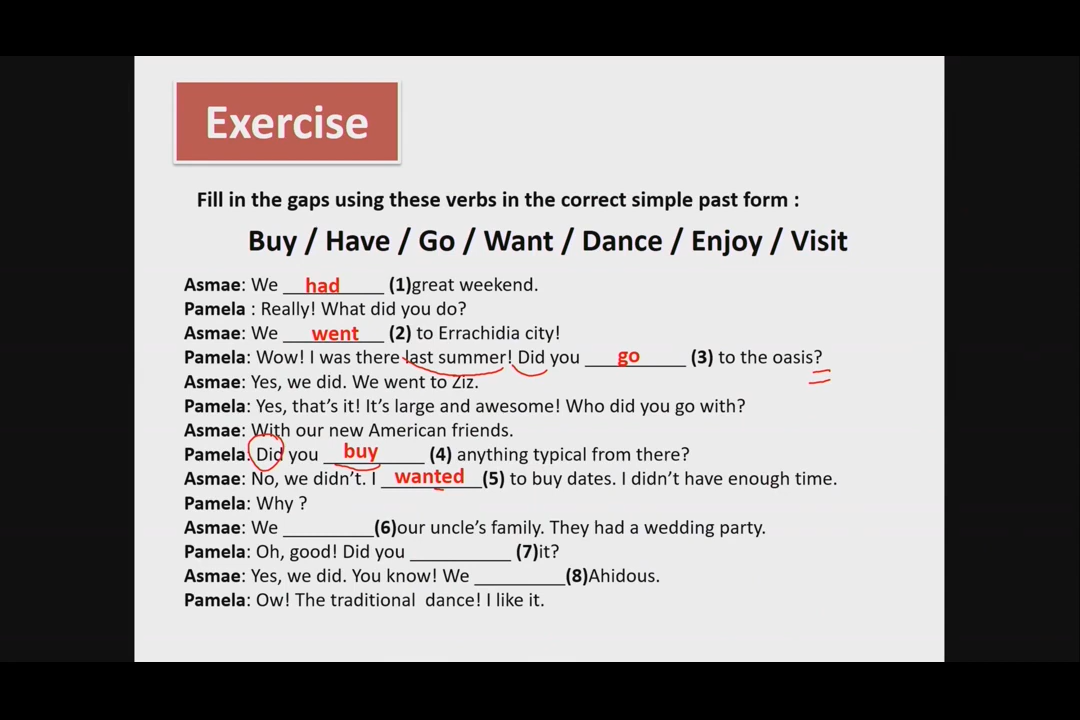 Exercise
Fill in the gaps using these verbs in the correct simple past form :
Buy / Have / Go / Want / Dance / Enjoy / Visit
Asmae: We ___had___ (1)great weekend.
Pamela : Really! What did you do?
Asmae: We ___went___ (2) to Errachidia city!
Pamela: Wow! I was there last summer! Did you ___go___ (3) to the oasis?
Asmae: Yes, we did. We went to Ziz.
Pamela: Yes, that’s it! It’s large and awesome! Who did you go with?
Asmae: With our new American friends.
Pamela: Did you ___buy___ (4) anything typical from there?
Asmae: No, we didn’t. I ___wanted___(5) to buy dates. I didn’t have enough time.
Pamela: Why ?
Asmae: We _________(6)our uncle’s family. They had a wedding party.
Pamela: Oh, good! Did you __________ (7)it?
Asmae: Yes, we did. You know! We _________(8)Ahidous.
Pamela: Ow! The traditional dance! I like it.